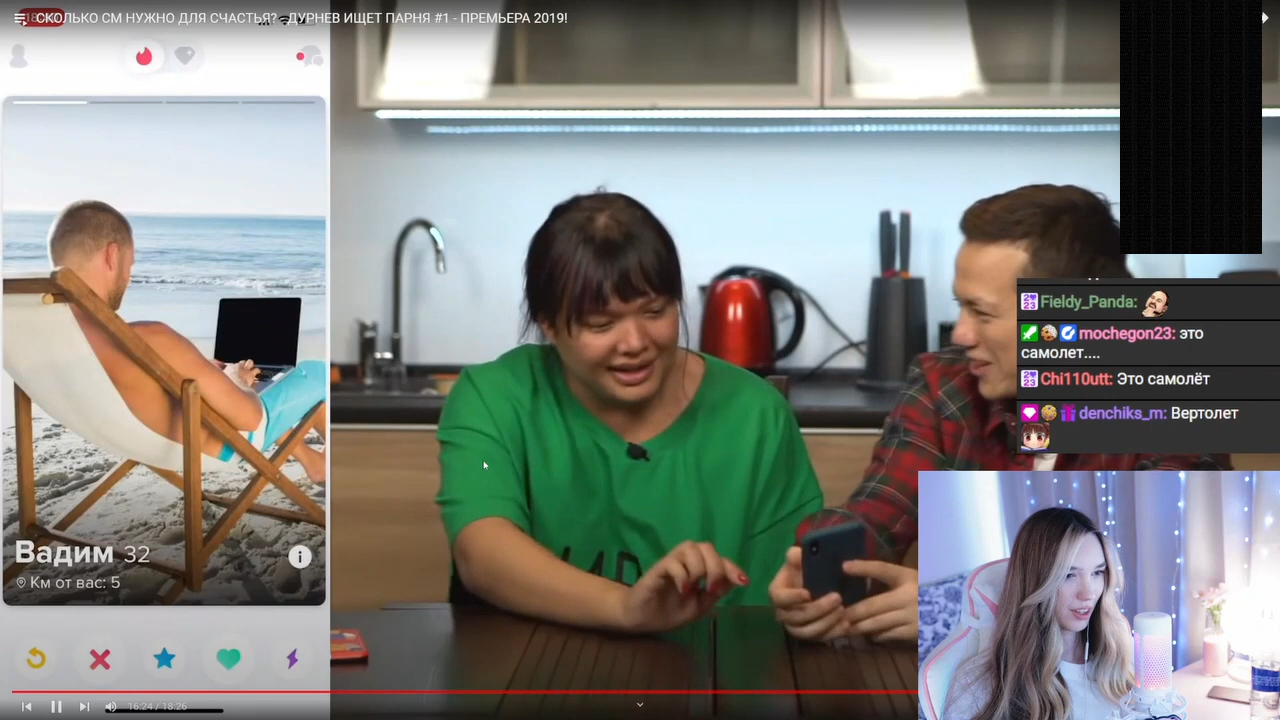 СКОЛЬКО СМ НУЖНО ДЛЯ СЧАСТЬЯ? - ДУРНЕВ ИЩЕТ ПАРНЯ #1 - ПРЕМЬЕРА 2019!
Вадим 32
Км от вас: 5
Fieldy_Panda:
mochegon23: это
самолет....
Chi110utt: Это самолёт
denchiks_m: Вертолет
16:24 / 18:26